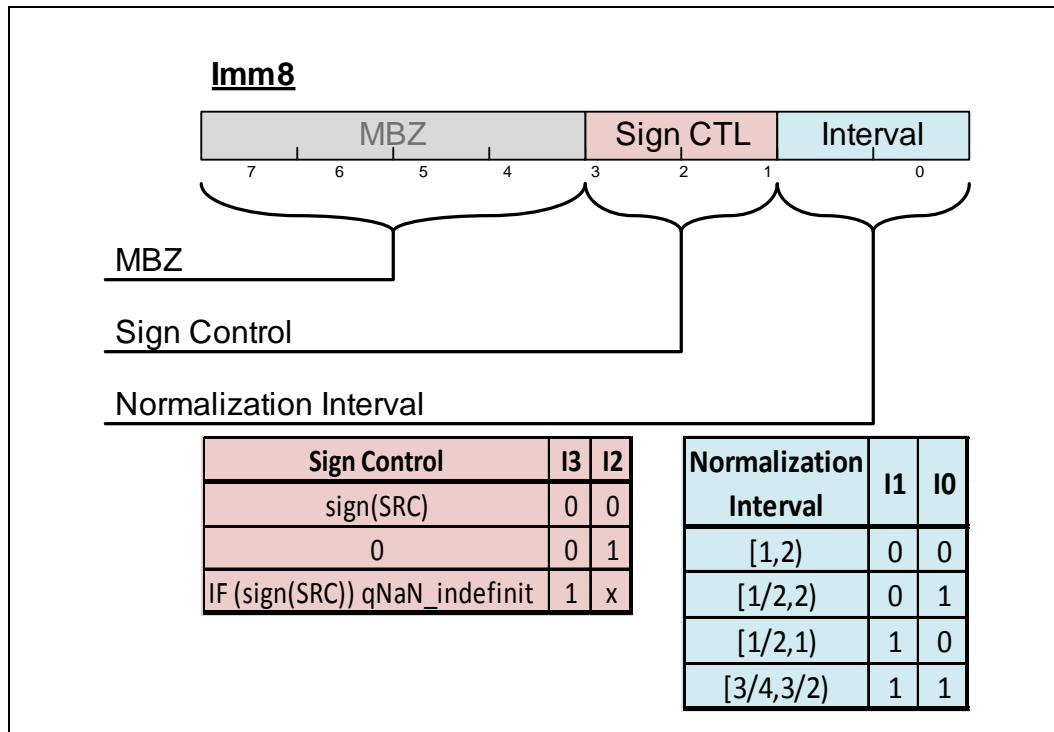 Imm8
MBZ Sign CTL Interval
7 6 5 4 3 2 1 0
MBZ
Sign Control
Normalization Interval
Sign Control I3 I2
sign(SRC) 0 0
0 0 1
IF (sign(SRC)) qNaN_indefinit 1 x
Normalization
Interval I1 I0
[1,2) 0 0
[1/2,2) 0 1
[1/2,1) 1 0
[3/4,3/2) 1 1